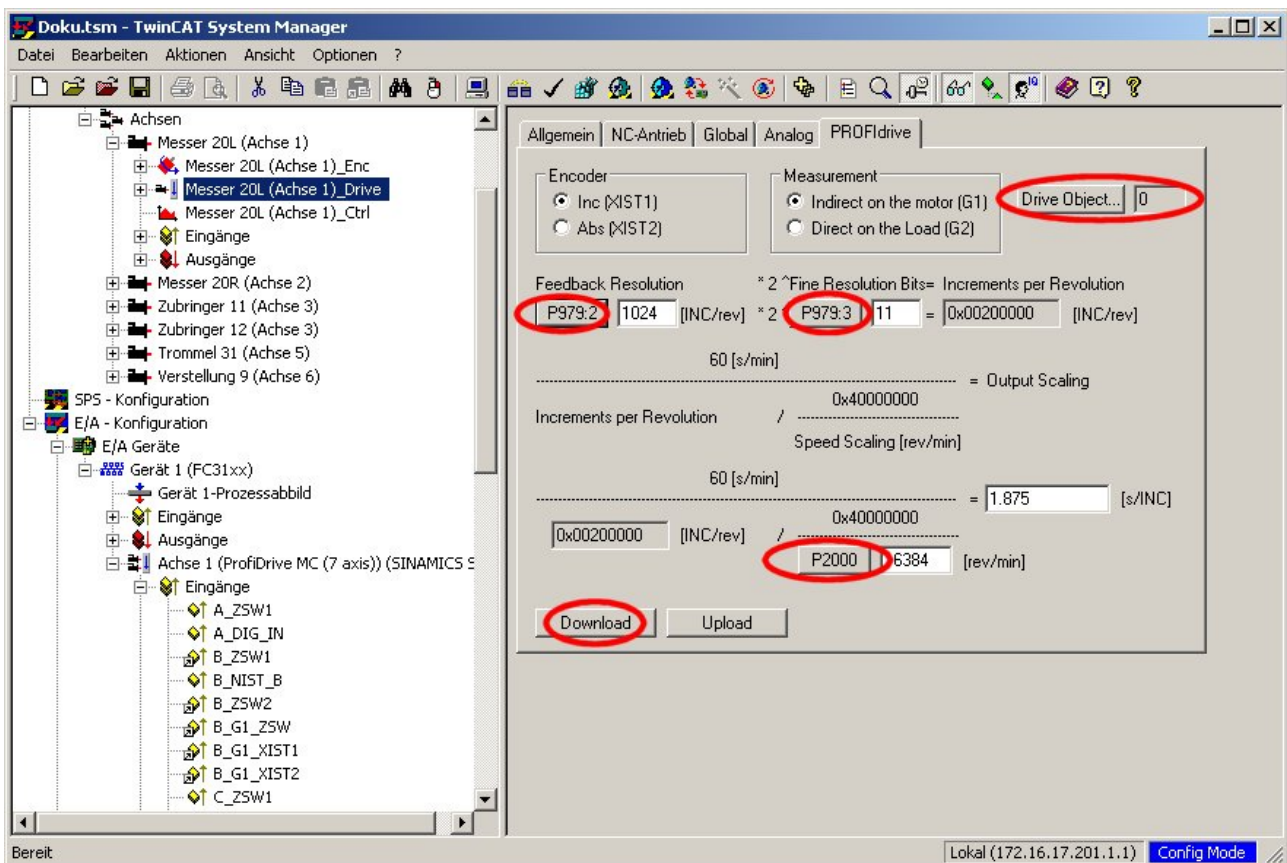 Doku.tsm - TwinCAT System Manager
Datei Bearbeiten Aktionen Ansicht Optionen ?
Achsen
Messer 20L (Achse 1)
Messer 20L (Achse 1)_Enc
Messer 20L (Achse 1)_Drive
Messer 20L (Achse 1)_Ctrl
Eingänge
Ausgänge
Messer 20R (Achse 2)
Zubringer 11 (Achse 3)
Zubringer 12 (Achse 3)
Trommel 31 (Achse 5)
Verstellung 9 (Achse 6)
SPS - Konfiguration
E/A - Konfiguration
E/A Geräte
Gerät 1 (FC31xx)
Gerät 1-Prozessabbild
Eingänge
Ausgänge
Achse 1 (ProfiDrive MC (7 axis)) (SINAMICS S
Eingänge
A_ZSW1
A_DIG_IN
B_ZSW1
B_NIST_B
B_ZSW2
B_G1_ZSW
B_G1_XIST1
B_G1_XIST2
C_ZSW1
Allgemein NC-Antrieb Global Analog PROFIdrive
Encoder
Inc (XIST1)
Abs (XIST2)
Measurement
Indirect on the motor (G1)
Direct on the Load (G2)
Drive Object... 0
Feedback Resolution * 2 ^Fine Resolution Bits= Increments per Revolution
P979:2 1024 [INC/rev] * 2 ^ P979:3 11 = 0x00200000 [INC/rev]
60 [s/min]
= Output Scaling
0x40000000
Increments per Revolution /
Speed Scaling [rev/min]
60 [s/min]
= 1.875 [s/INC]
0x40000000
0x00200000 [INC/rev] /
P2000 6384 [rev/min]
Download Upload
Bereit
Lokal (172.16.17.201.1.1) Config Mode